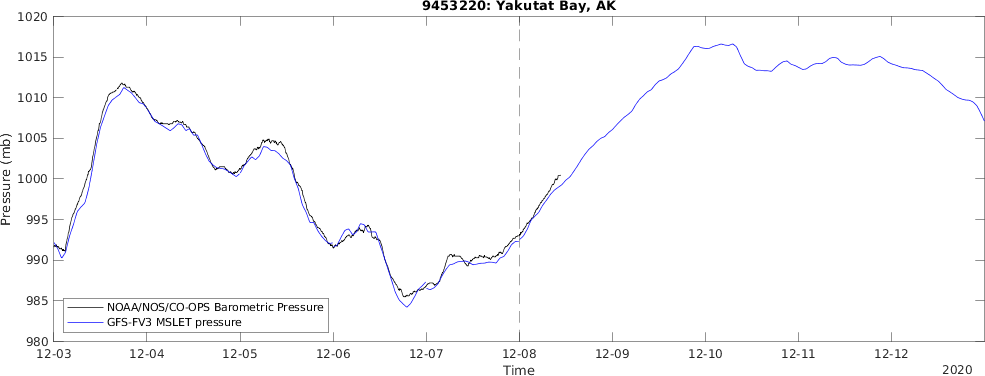 9453220: Yakutat Bay, AK
1020
1015
1010
1005
1000
995
990
985
980
Pressure (mb)
NOAA/NOS/CO-OPS Barometric Pressure
GFS-FV3 MSLET pressure
12-03 12-04 12-05 12-06 12-07 12-08 12-09 12-10 12-11 12-12
Time
2020